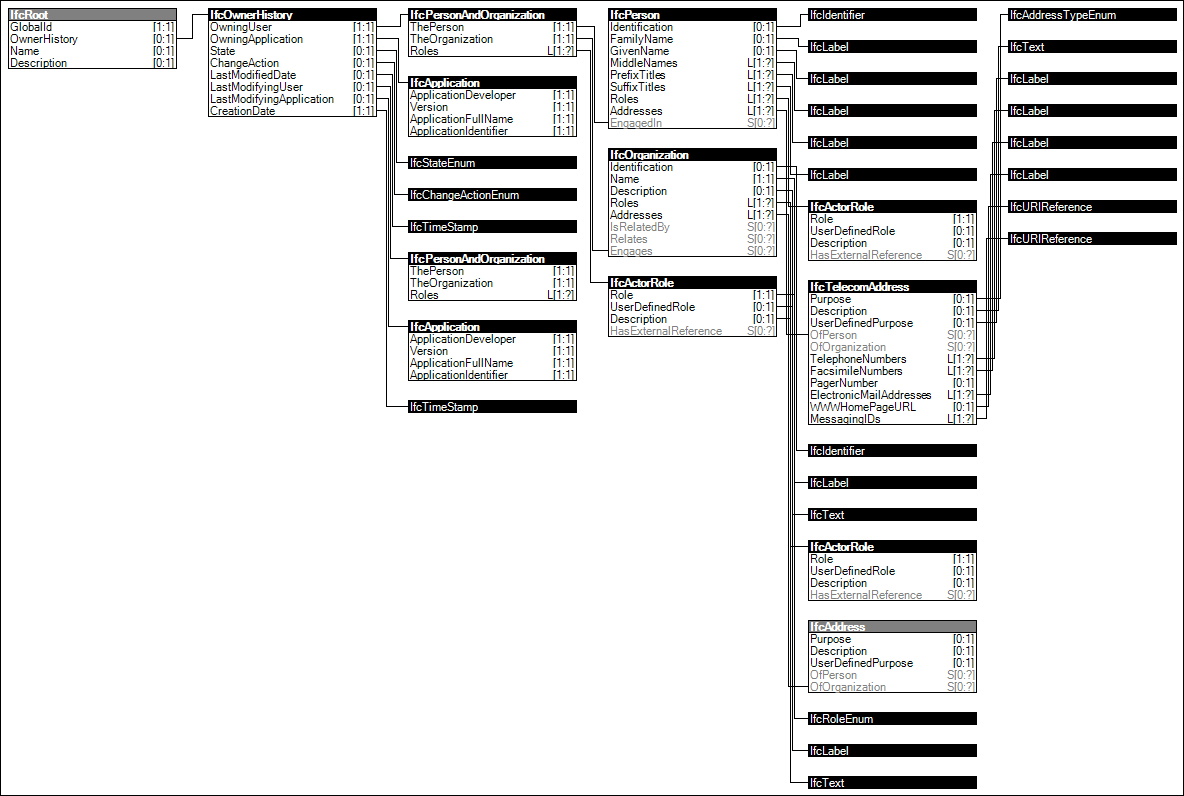 IfcRoot
GlobalId [1:1]
OwnerHistory [0:1]
Name [0:1]
Description [0:1]
IfcOwnerHistory
OwningUser [1:1]
OwningApplication [1:1]
State [0:1]
ChangeAction [0:1]
LastModifiedDate [0:1]
LastModifyingUser [0:1]
LastModifyingApplication [0:1]
CreationDate [1:1]
IfcPersonAndOrganization
ThePerson [1:1]
TheOrganization [1:1]
Roles L[1:?]
IfcApplication
ApplicationDeveloper [1:1]
Version [1:1]
ApplicationFullName [1:1]
ApplicationIdentifier [1:1]
IfcStateEnum
IfcChangeActionEnum
IfcTimeStamp
IfcPersonAndOrganization
ThePerson [1:1]
TheOrganization [1:1]
Roles L[1:?]
IfcApplication
ApplicationDeveloper [1:1]
Version [1:1]
ApplicationFullName [1:1]
ApplicationIdentifier [1:1]
IfcTimeStamp
IfcPerson
Identification [0:1]
FamilyName [0:1]
GivenName [0:1]
MiddleNames L[1:?]
PrefixTitles L[1:?]
SuffixTitles L[1:?]
Roles L[1:?]
Addresses L[1:?]
EngagedIn S[0:?]
IfcOrganization
Identification [0:1]
Name [1:1]
Description [0:1]
Roles L[1:?]
Addresses L[1:?]
IsRelatedBy S[0:?]
Relates S[0:?]
Engages S[0:?]
IfcActorRole
Role [1:1]
UserDefinedRole [0:1]
Description [0:1]
HasExternalReference S[0:?]
IfcIdentifier
IfcLabel
IfcLabel
IfcLabel
IfcLabel
IfcLabel
IfcActorRole
Role [1:1]
UserDefinedRole [0:1]
Description [0:1]
HasExternalReference S[0:?]
IfcTelecomAddress
Purpose [0:1]
Description [0:1]
UserDefinedPurpose [0:1]
OfPerson S[0:?]
OfOrganization S[0:?]
TelephoneNumbers L[1:?]
FacsimileNumbers L[1:?]
PagerNumber [0:1]
ElectronicMailAddresses L[1:?]
WWWHomePageURL [0:1]
MessagingIDs L[1:?]
IfcIdentifier
IfcLabel
IfcText
IfcActorRole
Role [1:1]
UserDefinedRole [0:1]
Description [0:1]
HasExternalReference S[0:?]
IfcAddress
Purpose [0:1]
Description [0:1]
UserDefinedPurpose [0:1]
OfPerson S[0:?]
OfOrganization S[0:?]
IfcRoleEnum
IfcLabel
IfcText
IfcAddressTypeEnum
IfcText
IfcLabel
IfcLabel
IfcLabel
IfcLabel
IfcURIReference
IfcURIReference